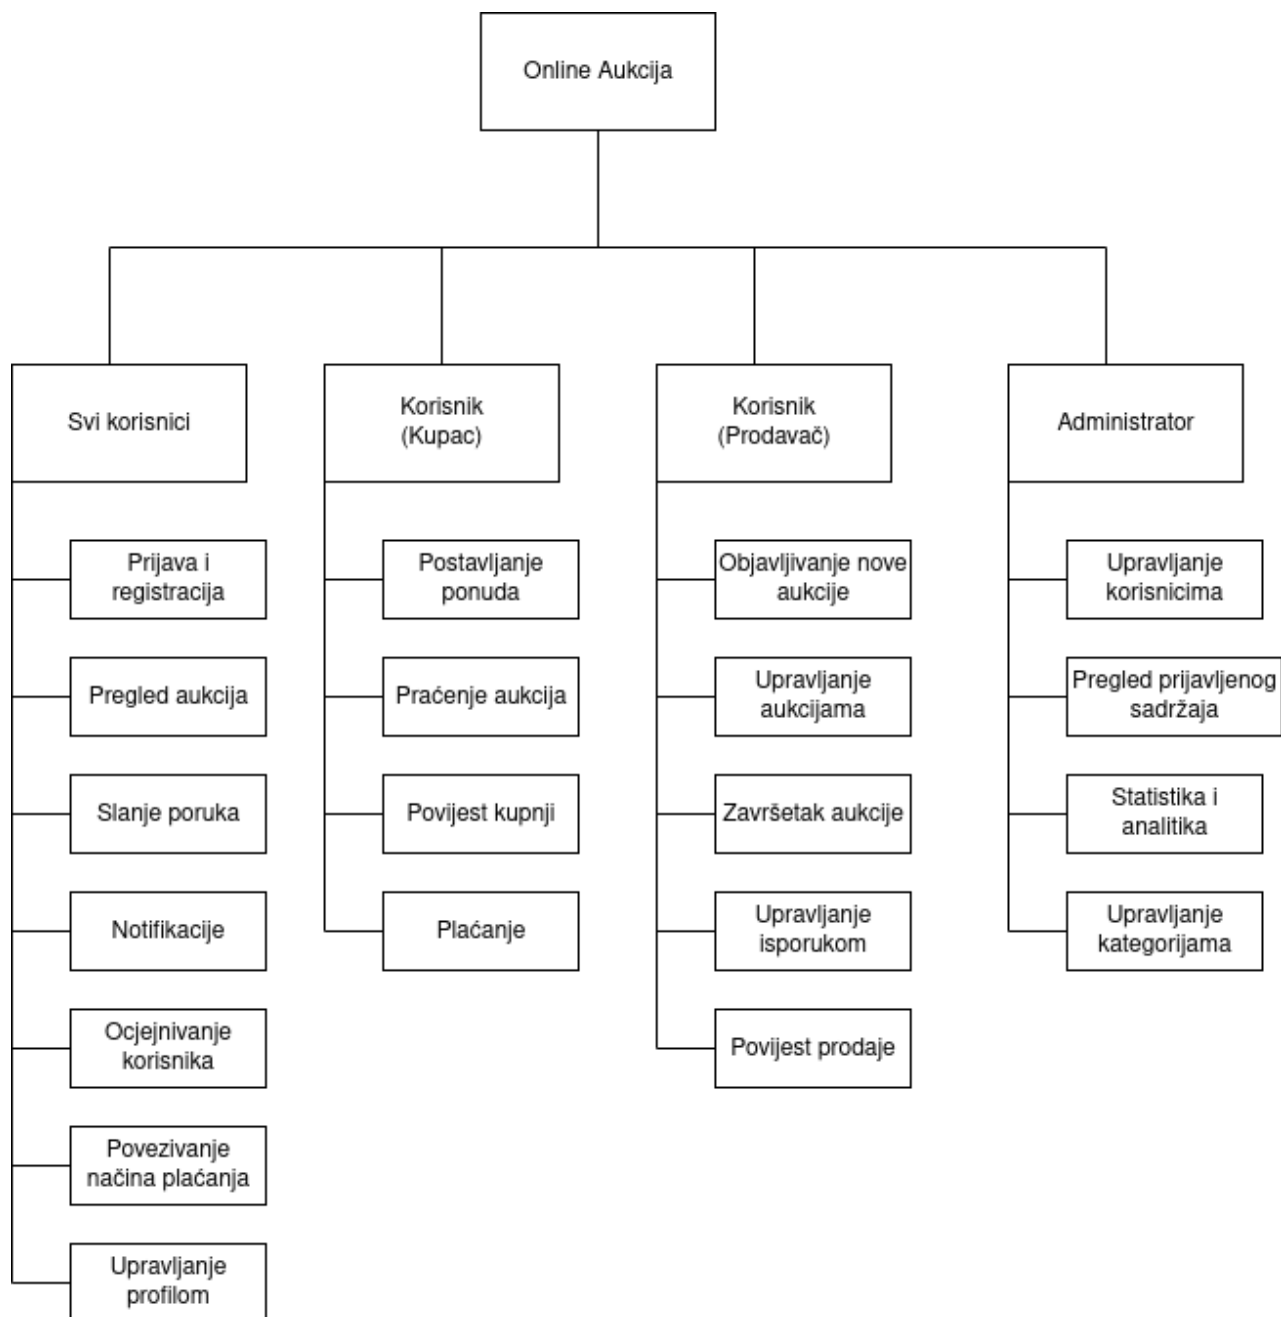 Online Aukcija
Svi korisnici
Korisnik
(Kupac)
Korisnik
(Prodavač)
Administrator
Prijava i
registracija
Pregled aukcija
Slanje poruka
Notifikacije
Ocjejnivanje
korisnika
Povezivanje
načina plaćanja
Upravljanje
profilom
Postavljanje
ponuda
Praćenje aukcija
Povijest kupnji
Plaćanje
Objavljivanje nove
aukcije
Upravljanje
aukcijama
Završetak aukcije
Upravljanje
isporukom
Povijest prodaje
Upravljanje
korisnicima
Pregled prijavljenog
sadržaja
Statistika i
analitika
Upravljanje
kategorijama